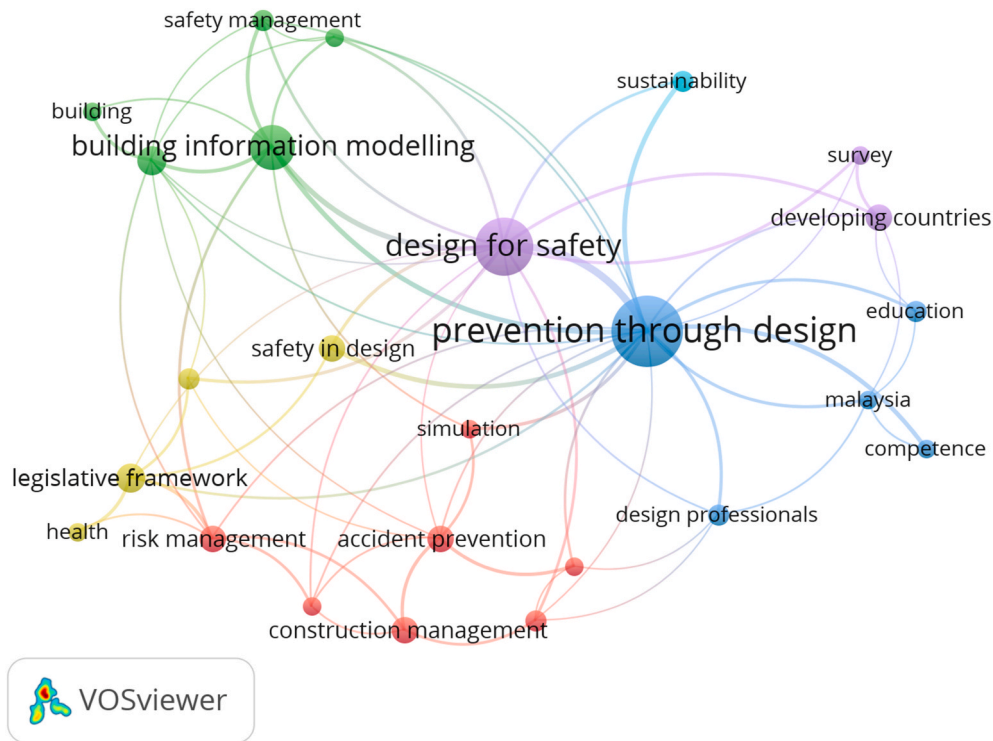 safety management
sustainability
building
building information modelling
survey
developing countries
design for safety
education
prevention through design
safety in design
malaysia
simulation
competence
legislative framework
design professionals
health
risk management
accident prevention
construction management
VOSviewer